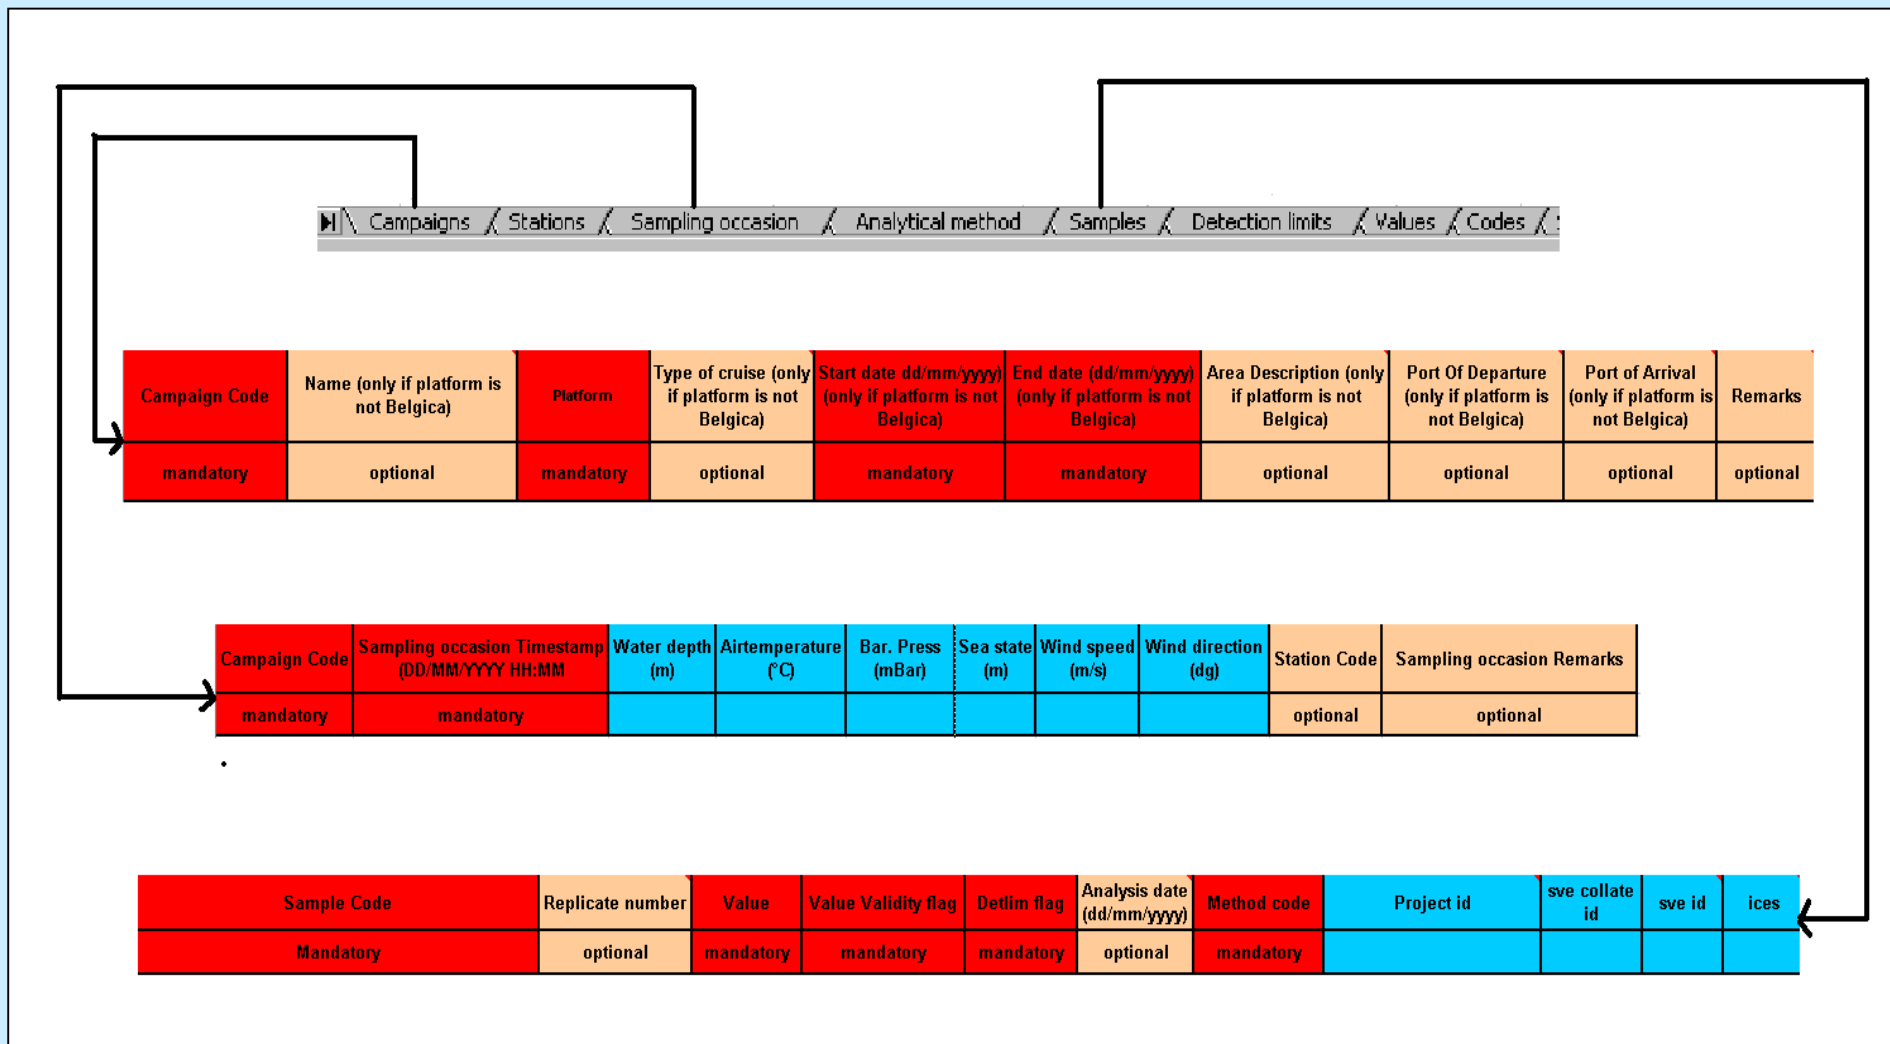 Campaigns Stations Sampling occasion Analytical method Samples Detection limits Values Codes
Campaign Code
Name (only if platform is
not Belgica)
Platform
Type of cruise (only
if platform is not
Belgica)
Start date dd/mm/yyyy)
(only if platform is not
Belgica)
End date (dd/mm/yyyy)
(only if platform is not
Belgica)
Area Description (only
if platform is not
Belgica)
Port Of Departure
(only if platform is
not Belgica)
Port of Arrival
(only if platform is
not Belgica)
Remarks
mandatory optional mandatory optional mandatory mandatory optional optional optional optional
Campaign Code
Sampling occasion Timestamp
(DD/MM/YYYY HH:MM
Water depth
(m)
Airtemperature
(°C)
Bar. Press
(mBar)
Sea state
(m)
Wind speed
(m/s)
Wind direction
(dg)
Station Code
Sampling occasion Remarks
mandatory mandatory optional optional
Sample Code
Replicate number
Value
Value Validity flag
Detlim flag
Analysis date
(dd/mm/yyyy)
Method code
Project id
sve collate
id
sve id
ices
Mandatory optional mandatory mandatory mandatory optional mandatory